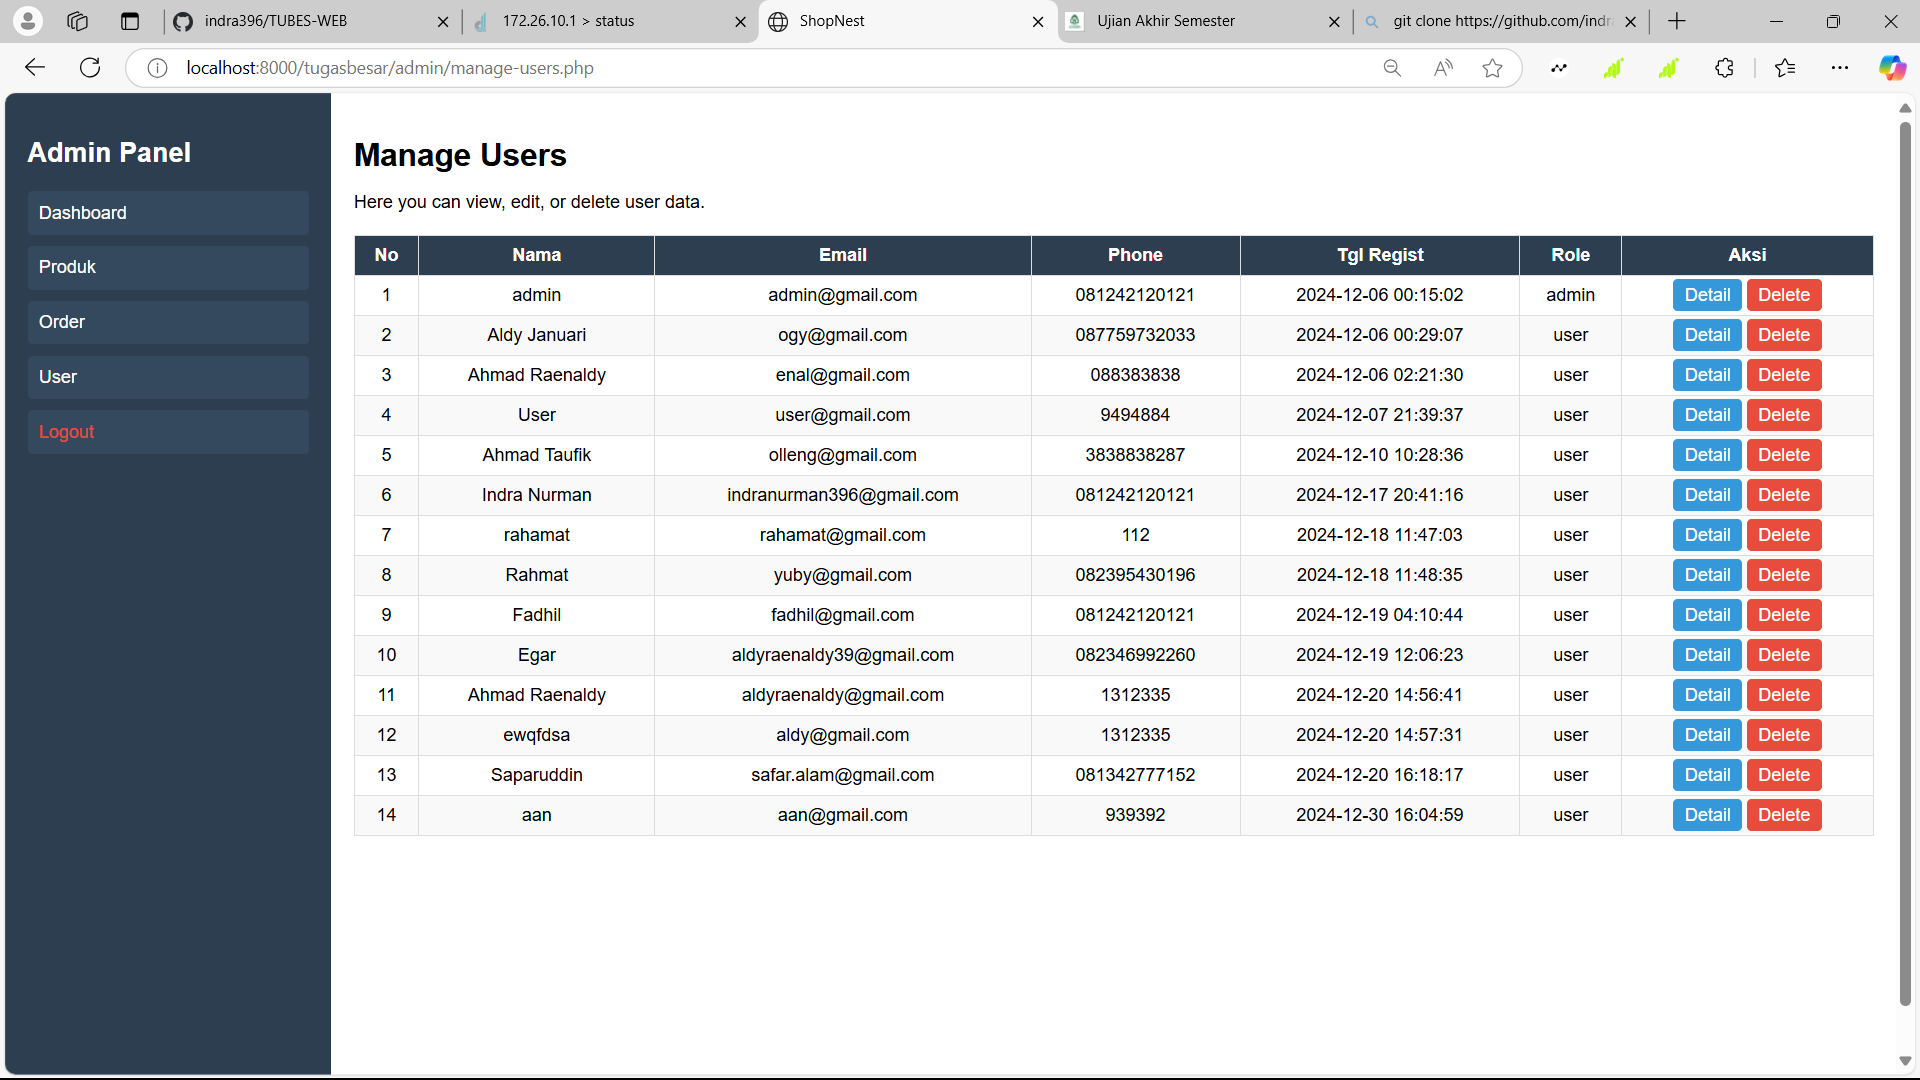 indra396/TUBES-WEB
172.26.10.1 > status
ShopNest
Ujian Akhir Semester
git clone https://github.com/indr
localhost:8000/tugasbesar/admin/manage-users.php
Admin Panel
Dashboard
Produk
Order
User
Logout
Manage Users
Here you can view, edit, or delete user data.
No Nama Email Phone Tgl Regist Role Aksi
1 admin admin@gmail.com 081242120121 2024-12-06 00:15:02 admin Detail Delete
2 Aldy Januari ogy@gmail.com 087759732033 2024-12-06 00:29:07 user Detail Delete
3 Ahmad Raenaldy enal@gmail.com 088383838 2024-12-06 02:21:30 user Detail Delete
4 User user@gmail.com 9494884 2024-12-07 21:39:37 user Detail Delete
5 Ahmad Taufik olleng@gmail.com 3838838287 2024-12-10 10:28:36 user Detail Delete
6 Indra Nurman indranurman396@gmail.com 081242120121 2024-12-17 20:41:16 user Detail Delete
7 rahamat rahamat@gmail.com 112 2024-12-18 11:47:03 user Detail Delete
8 Rahmat yuby@gmail.com 082395430196 2024-12-18 11:48:35 user Detail Delete
9 Fadhil fadhil@gmail.com 081242120121 2024-12-19 04:10:44 user Detail Delete
10 Egar aldyraenaldy39@gmail.com 082346992260 2024-12-19 12:06:23 user Detail Delete
11 Ahmad Raenaldy aldyraenaldy@gmail.com 1312335 2024-12-20 14:56:41 user Detail Delete
12 ewqfdsa aldy@gmail.com 1312335 2024-12-20 14:57:31 user Detail Delete
13 Saparuddin safar.alam@gmail.com 081342777152 2024-12-20 16:18:17 user Detail Delete
14 aan aan@gmail.com 939392 2024-12-30 16:04:59 user Detail Delete